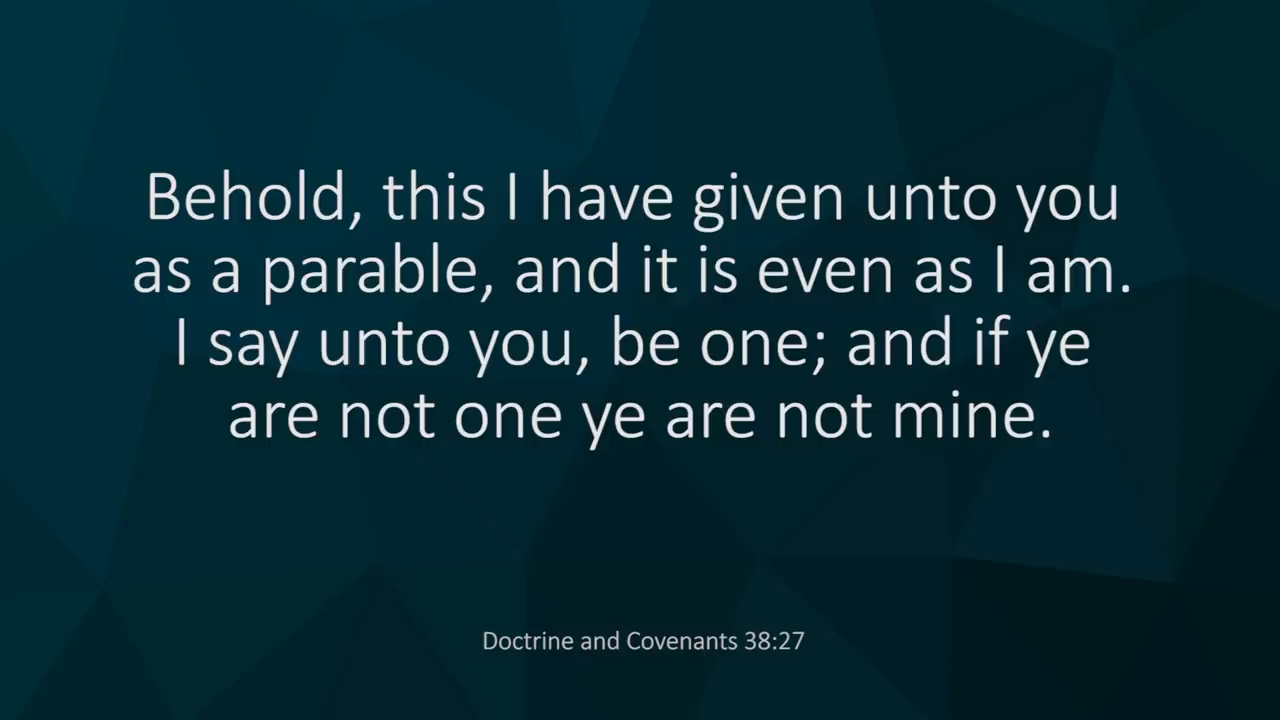 Behold, this I have given unto you
as a parable, and it is even as I am.
I say unto you, be one; and if ye
are not one ye are not mine.
Doctrine and Covenants 38:27